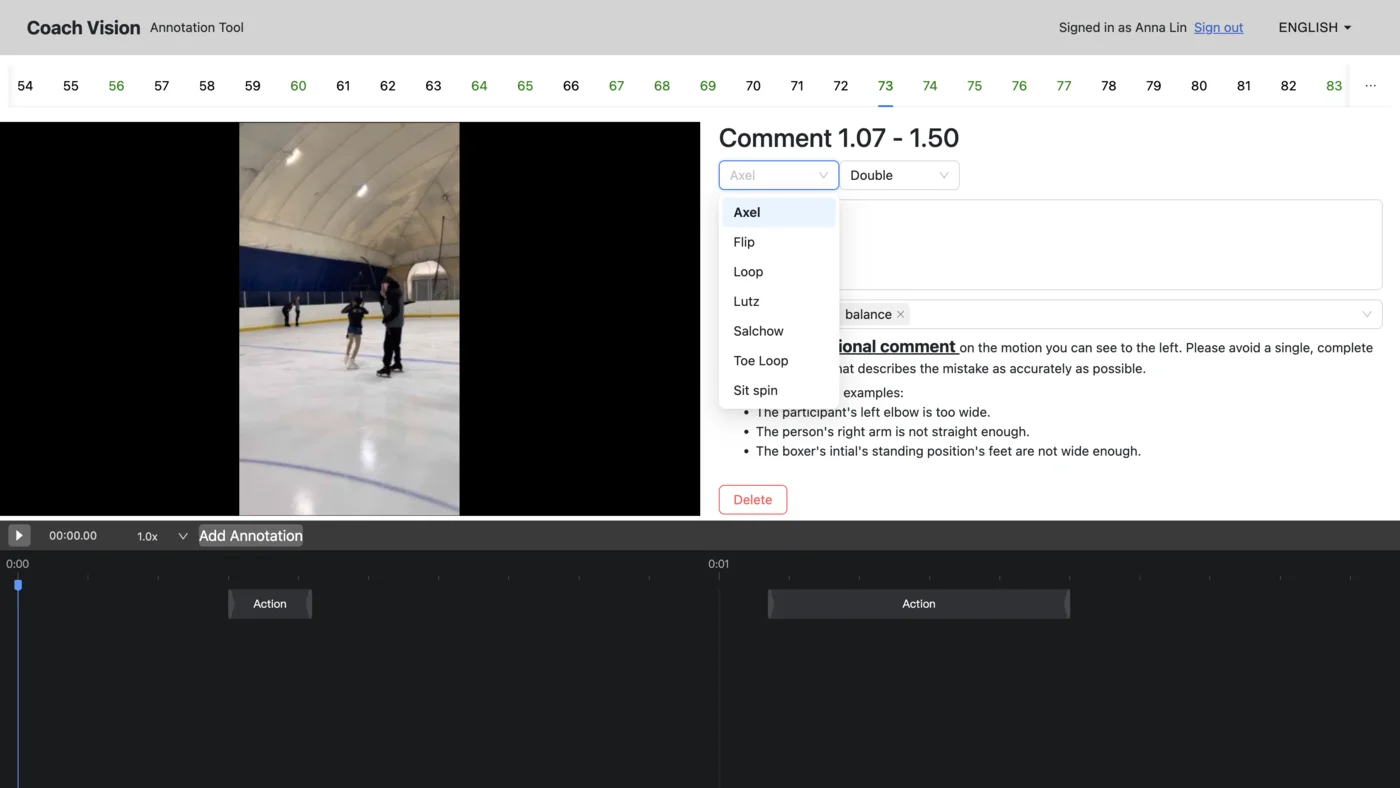 Coach Vision Annotation Tool Signed in as Anna Lin Sign out ENGLISH
54 55 56 57 58 59 60 61 62 63 64 65 66 67 68 69 70 71 72 73 74 75 76 77 78 79 80 81 82 83 ...
Comment 1.07 - 1.50
Axel Double
Axel
Flip
Loop
Lutz
Salchow
Toe Loop
Sit spin
balance
comment on the motion you can see to the left. Please avoid a single, complete
that describes the mistake as accurately as possible.
examples:
• The participant's left elbow is too wide.
• The person's right arm is not straight enough.
• The boxer's intial's standing position's feet are not wide enough.
Delete
00:00.00 1.0x Add Annotation
0:00 0:01
Action Action